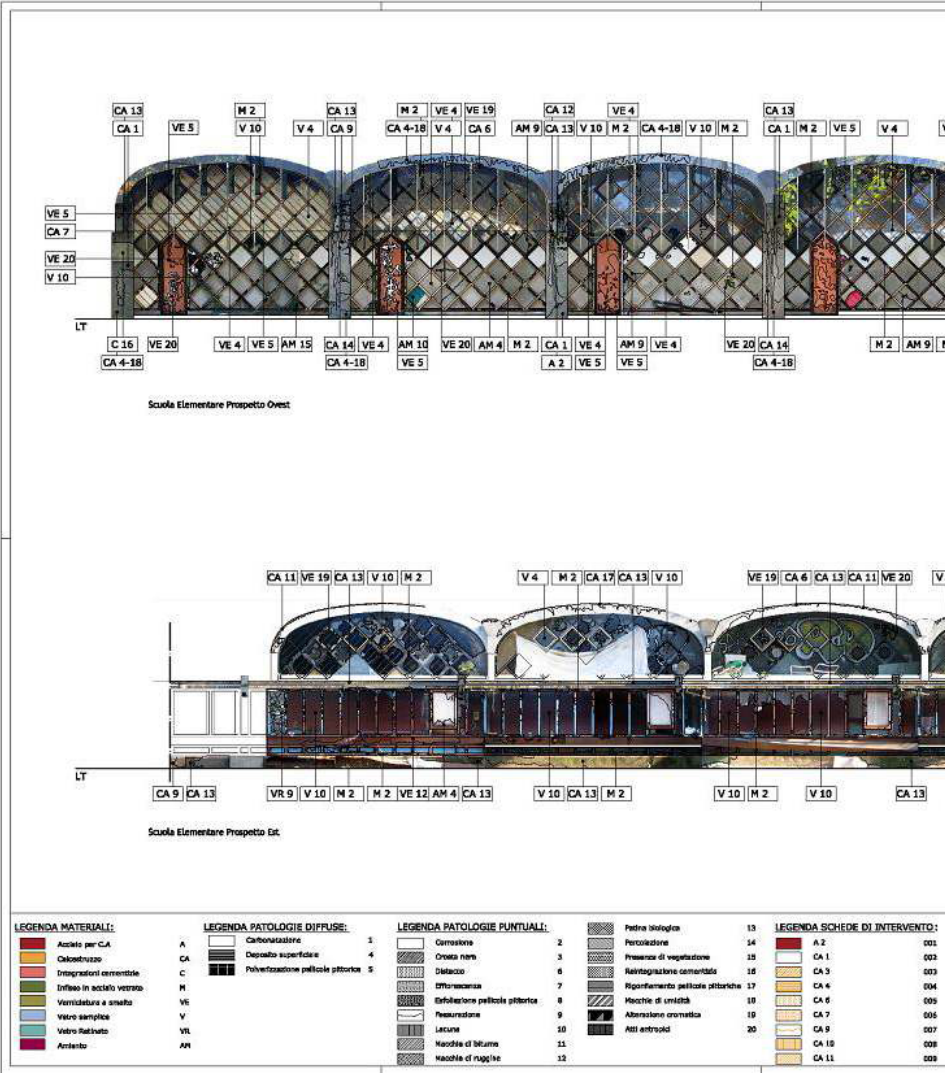 CA 13 M 2 CA 13 M 2 VE 4 VE 19 CA 12 VE 4 CA 13
CA 1 VE 5 V 10 V 4 CA 9 CA 4-18 V 4 CA 6 AM 9 CA 13 V 10 M 2 CA 4-18 V 10 M 2 CA 1 M 2 VE 5 V 4
VE 5
CA 7
VE 20
V 10
LT
C 16 VE 20 VE 4 VE 5 AM 15 CA 14 VE 4 AM 10 VE 20 AM 4 M 2 CA 1 VE 4 AM 9 VE 4 VE 20 CA 14 M 2 AM 9
CA 4-18 CA 4-18 VE 5 A 2 VE 5 VE 5 CA 4-18
Scuola Elementare Prospetto Ovest
CA 11 VE 19 CA 13 V 10 M 2 V 4 M 2 CA 17 CA 13 V 10 VE 19 CA 6 CA 13 CA 11 VE 20
LT
CA 9 CA 13 VR 9 V 10 M 2 M 2 VE 12 AM 4 CA 13 V 10 CA 13 M 2 V 10 M 2 V 10 CA 13
Scuola Elementare Prospetto Est
LEGENDA MATERIALI:
Acciaio per C.A A
Calcestruzzo CA
Integrazioni cementizie C
Infisso in acciaio vetrato M
Verniciatura a smalto VE
Vetro semplice V
Vetro Retinato VR
Amianto AM
LEGENDA PATOLOGIE DIFFUSE:
Carbonatazione 1
Deposito superficiale 4
Polverizzazione pellicola pittorica 5
LEGENDA PATOLOGIE PUNTUALI:
Corrosione 2
Crosta nera 3
Distacco 6
Efflorescenza 7
Esfoliazione pellicola pittorica 8
Fessurazione 9
Lacuna 10
Macchia di bitume 11
Macchia di ruggine 12
Patina biologica 13
Percolazione 14
Presenza di vegetazione 15
Reintegrazione cementizia 16
Rigonfiamento pellicola pittoriche 17
Macchie di umidità 18
Alterazione cromatica 19
Atti antropici 20
LEGENDA SCHEDE DI INTERVENTO:
A 2 001
CA 1 002
CA 3 003
CA 4 004
CA 6 005
CA 7 006
CA 9 007
CA 10 008
CA 11 009